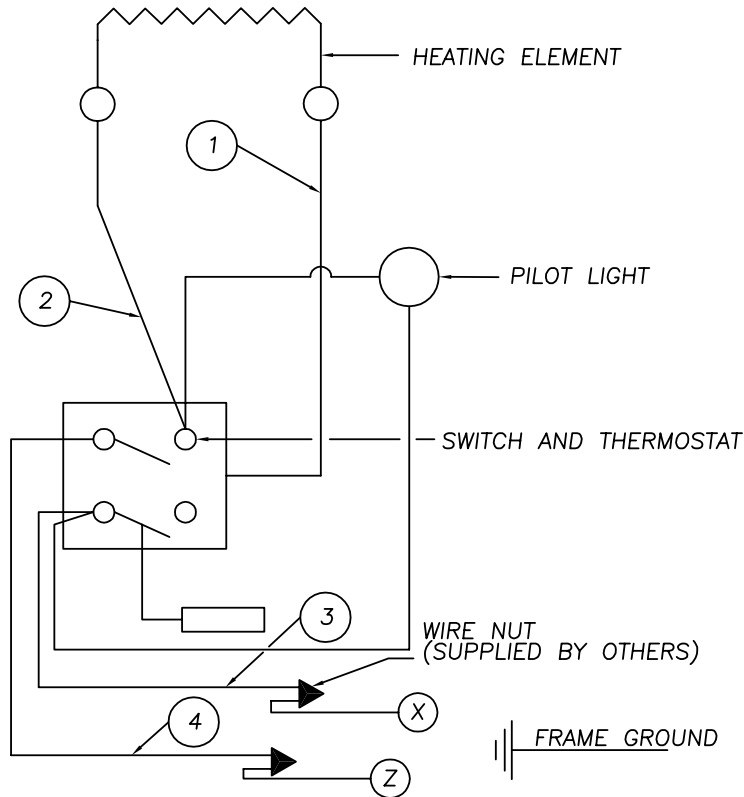 HEATING ELEMENT
1
PILOT LIGHT
2
SWITCH AND THERMOSTAT
3
WIRE NUT
(SUPPLIED BY OTHERS)
4
X
FRAME GROUND
Z